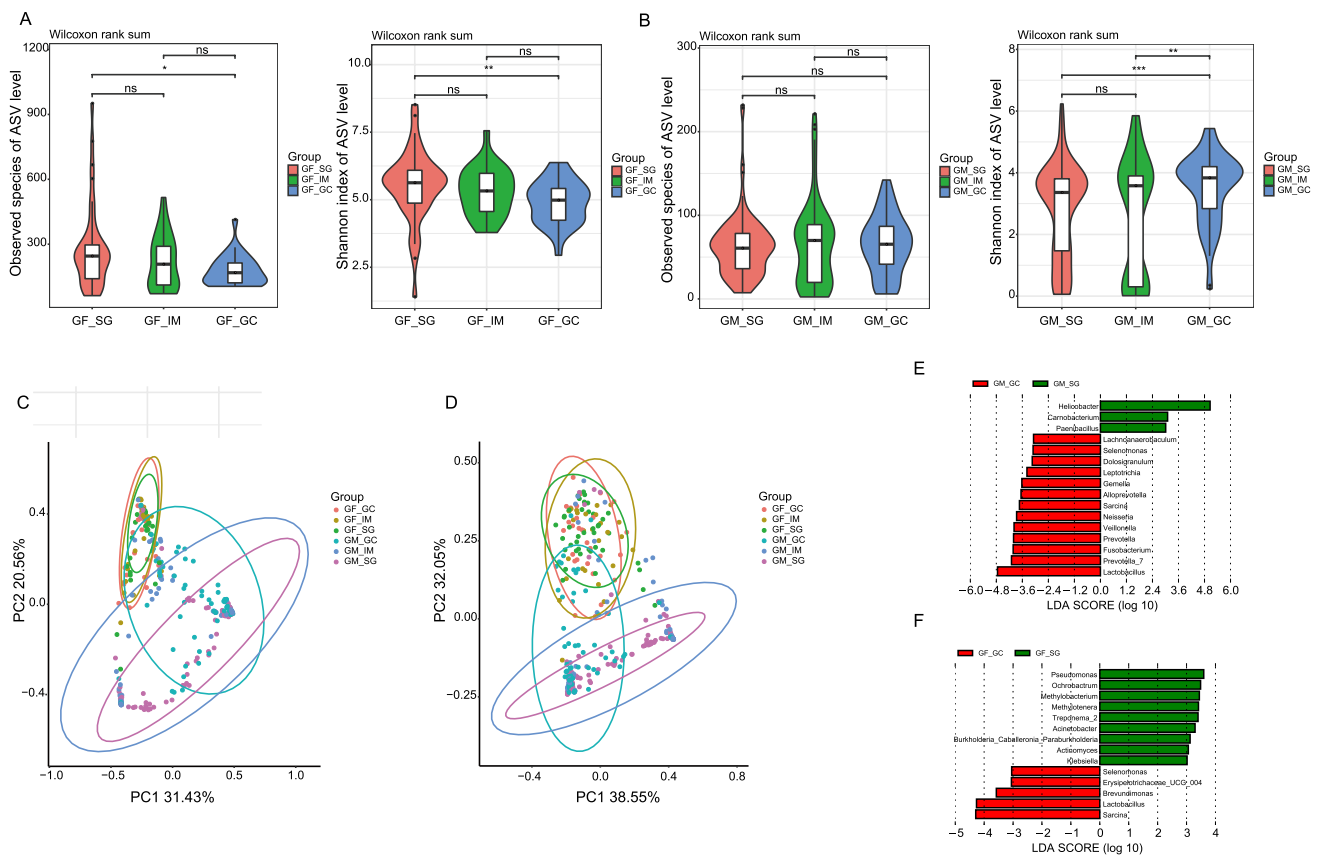 A
Wilcoxon rank sum
Observed species of ASV level
1200
900
600
300
ns
*
ns
GF_SG
GF_IM
GF_GC
Group
GF_SG
GF_IM
GF_GC
Wilcoxon rank sum
Shannon index of ASV level
10.0
7.5
5.0
2.5
ns
**
ns
GF_SG
GF_IM
GF_GC
Group
GF_SG
GF_IM
GF_GC
B
Wilcoxon rank sum
Observed species of ASV level
300
200
100
0
ns
ns
ns
GM_SG
GM_IM
GM_GC
Group
GM_SG
GM_IM
GM_GC
Wilcoxon rank sum
Shannon index of ASV level
8
6
4
2
0
**
***
ns
GM_SG
GM_IM
GM_GC
Group
GM_SG
GM_IM
GM_GC
C
PC2 20.56%
0.4
0.0
−0.4
−1.0
−0.5
0.0
0.5
1.0
PC1 31.43%
Group
GF_GC
GF_IM
GF_SG
GM_GC
GM_IM
GM_SG
D
PC2 32.05%
0.50
0.25
0.00
−0.25
−0.4
0.0
0.4
0.8
PC1 38.55%
Group
GF_GC
GF_IM
GF_SG
GM_GC
GM_IM
GM_SG
E
GM_GC
GM_SG
Helicobacter
Carnobacterium
Paenibacillus
Lachnoanaerobaculum
Selenomonas
Dolosigranulum
Leptotrichia
Gemella
Alloprevotella
Sarcina
Neisseria
Veillonella
Prevotella
Fusobacterium
Prevotella_7
Lactobacillus
−6.0 −4.8 −3.6 −2.4 −1.2 0.0 1.2 2.4 3.6 4.8 6.0
LDA SCORE (log 10)
F
GF_GC
GF_SG
Pseudomonas
Ochrobactrum
Methylobacterium
Methylotenera
Treponema_2
Acinetobacter
Burkholderia_Caballeronia_Paraburkholderia
Actinomyces
Klebsiella
Selenomonas
Erysipelotrichaceae_UCG_004
Brevundimonas
Lactobacillus
Sarcina
−5 −4 −3 −2 −1 0 1 2 3 4
LDA SCORE (log 10)